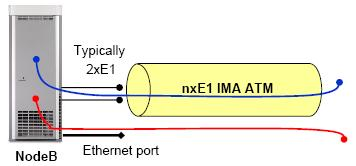 Typically
2xE1
nxE1 IMA ATM
Ethernet port
NodeB